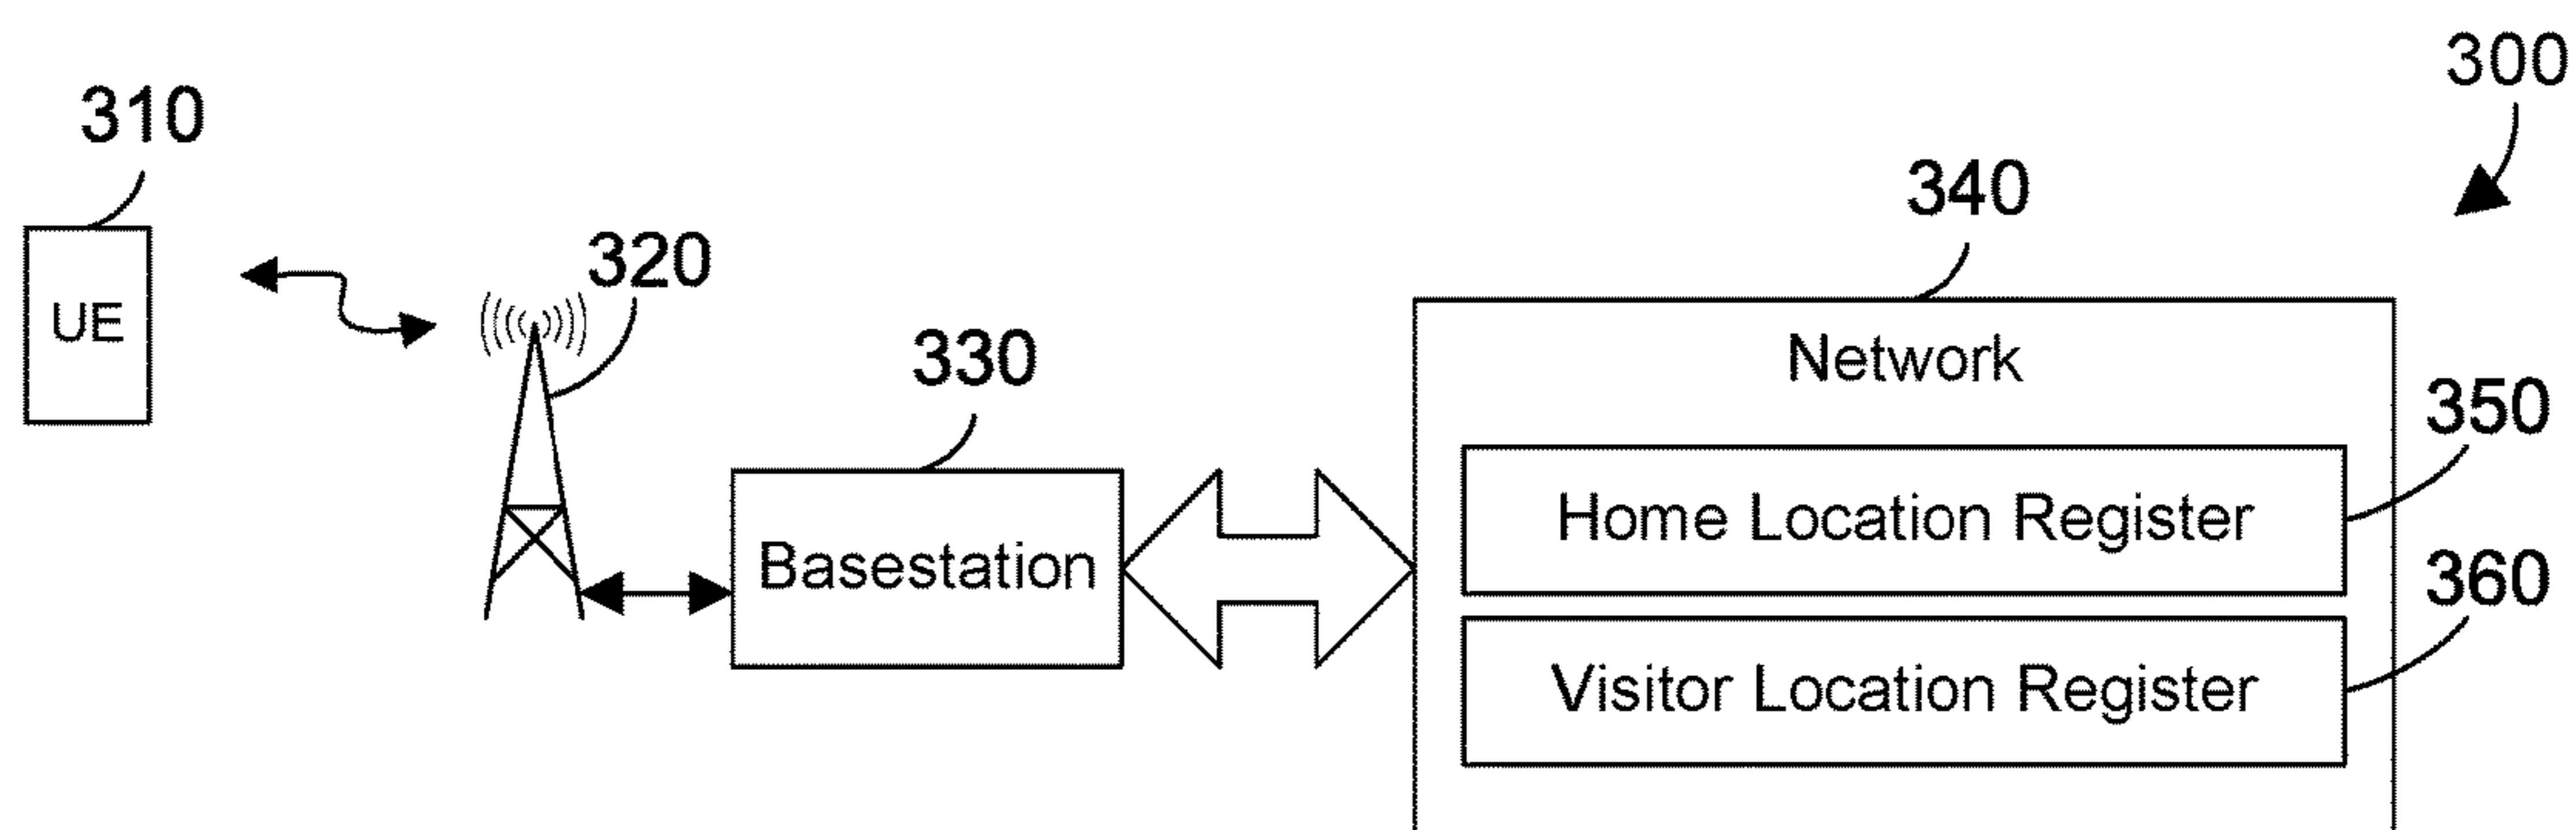 300
310
340
320
UE
330
Network
350
Home Location Register
Basestation
360
Visitor Location Register